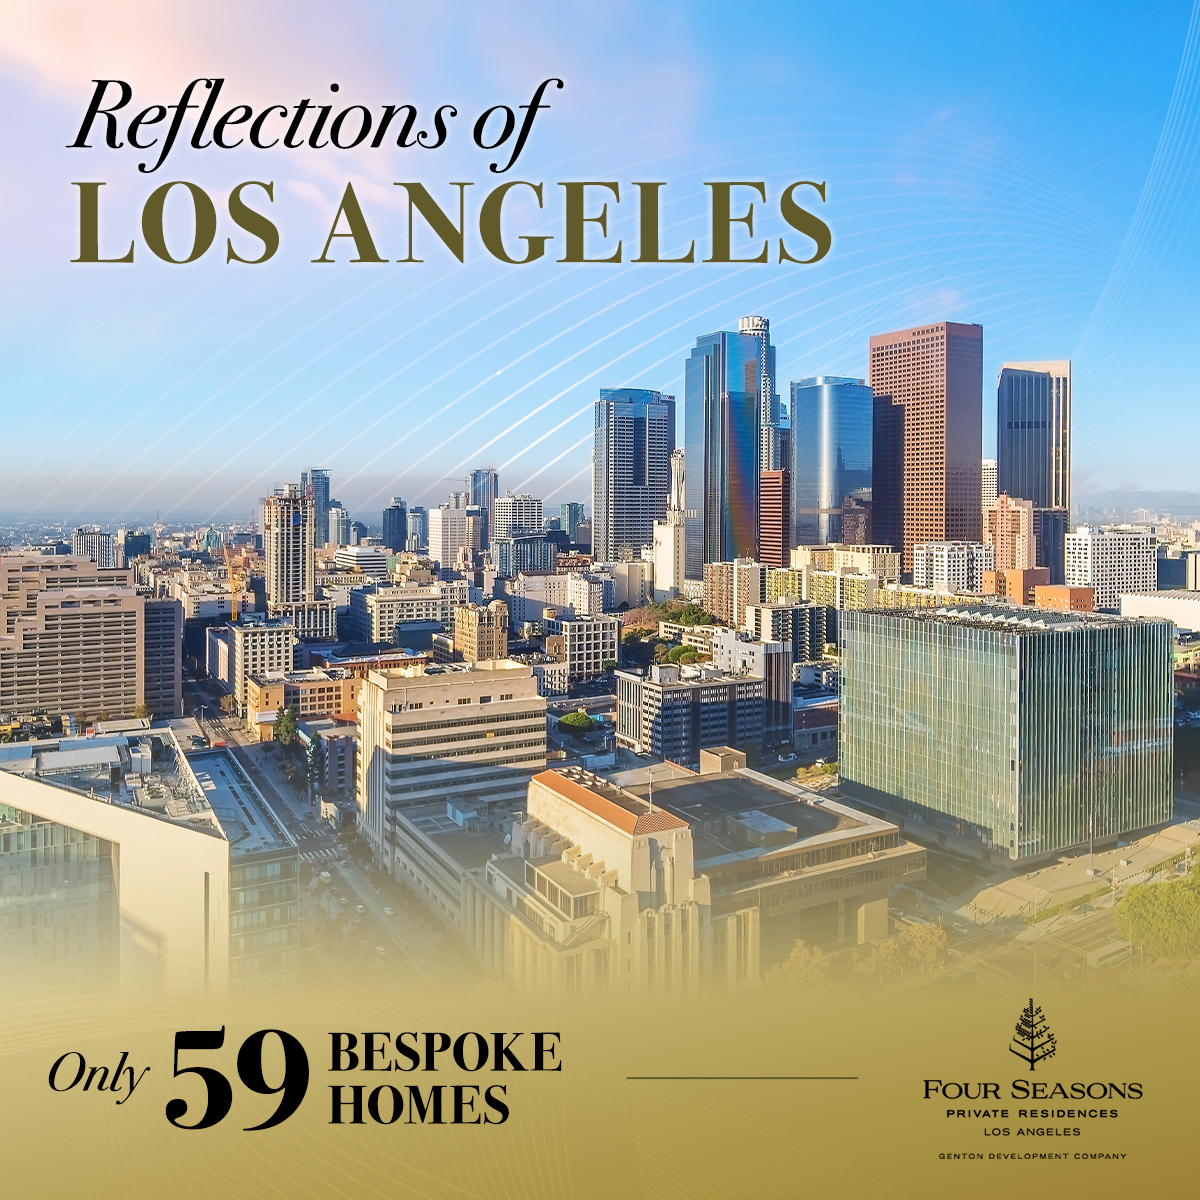 Reflections of
LOS ANGELES
Only 59 BESPOKE
HOMES
FOUR SEASONS
PRIVATE RESIDENCES
LOS ANGELES
GENTON DEVELOPMENT COMPANY